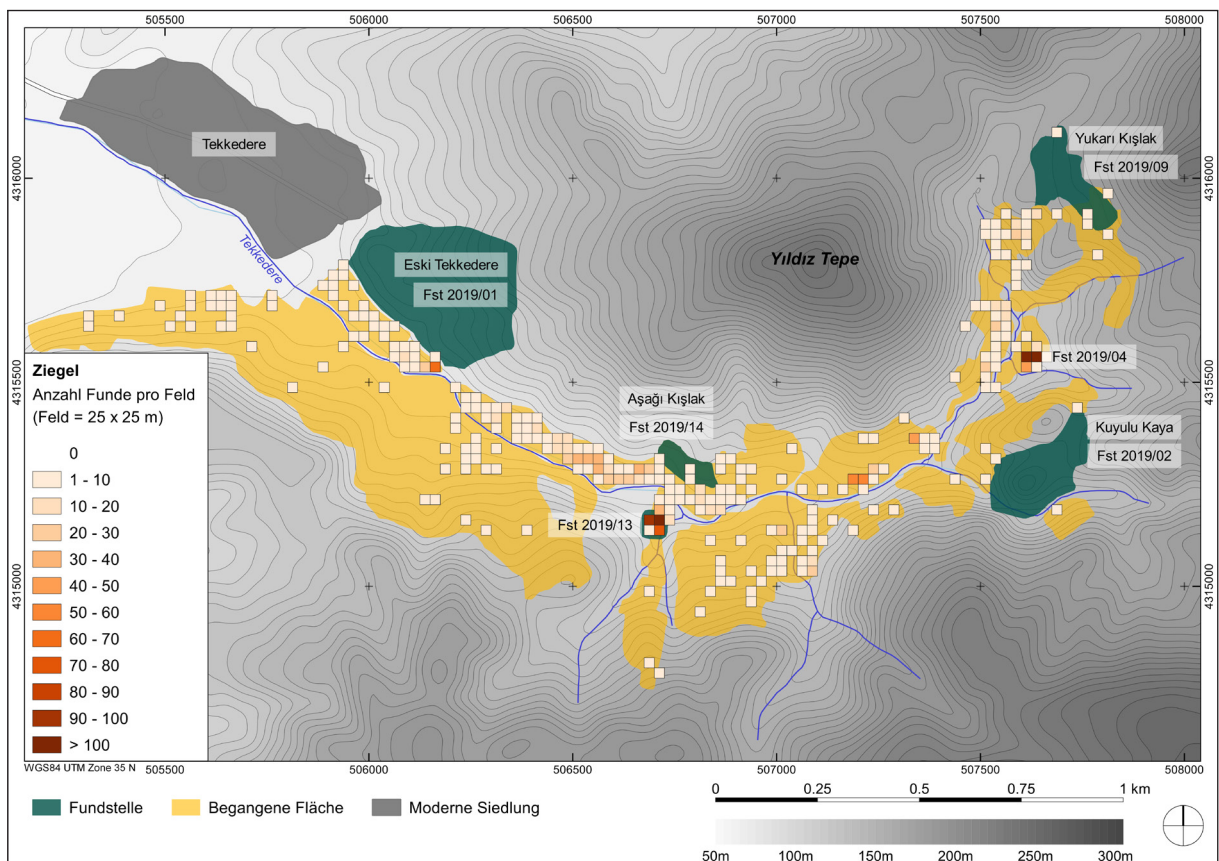 505500 506000 506500 507000 507500 508000
4316000
4315500
4315000
4316000
4315500
4315000
Tekkedere
Tekkedere
Eski Tekkedere
Fst 2019/01
Yıldız Tepe
Yukarı Kışlak
Fst 2019/09
Fst 2019/04
Aşağı Kışlak
Fst 2019/14
Kuyulu Kaya
Fst 2019/02
Fst 2019/13
Ziegel
Anzahl Funde pro Feld
(Feld = 25 x 25 m)
0
1 - 10
10 - 20
20 - 30
30 - 40
40 - 50
50 - 60
60 - 70
70 - 80
80 - 90
90 - 100
> 100
WGS84 UTM Zone 35 N
505500 506000 506500 507000 507500 508000
Fundstelle Begangene Fläche Moderne Siedlung
0 0.25 0.5 0.75 1 km
50m 100m 150m 200m 250m 300m